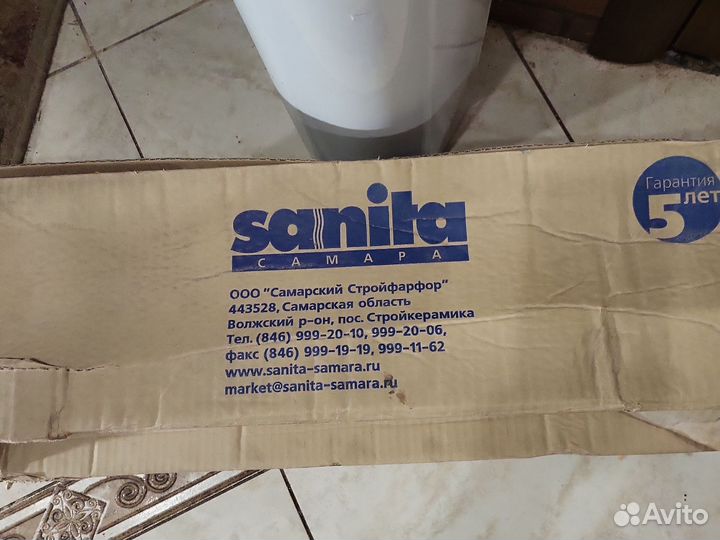 sanita
САМАРА
ООО "Самарский Стройфарфор"
443528, Самарская область
Волжский р-он, пос. Стройкерамика
Тел. (846) 999-20-10, 999-20-06,
факс (846) 999-19-19, 999-11-62
www.sanita-samara.ru
market@sanita-samara.ru
Гарантия
5 лет
Avito